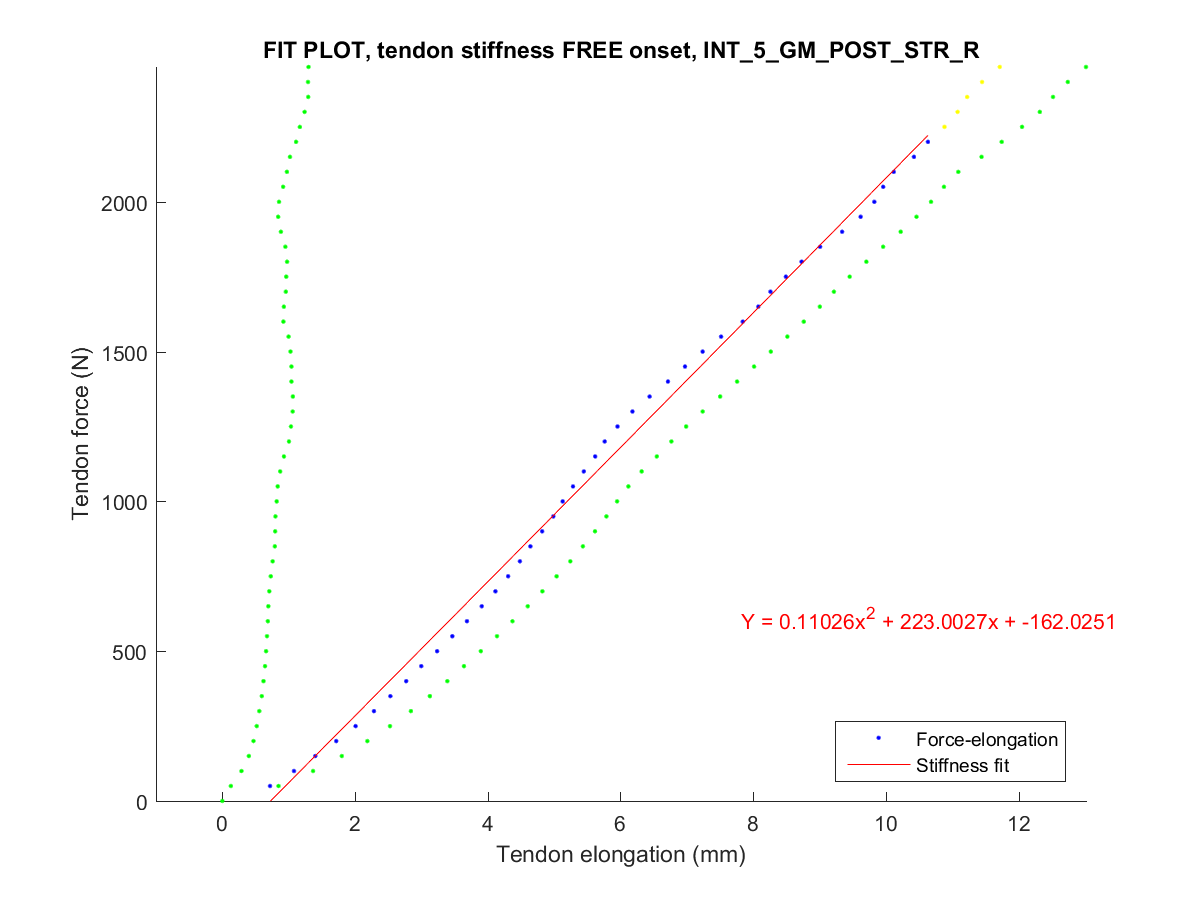 FIT PLOT, tendon stiffness FREE onset, INT_5_GM_POST_STR_R
2000
1500
1000
500
0
Tendon force (N)
Y = 0.11026x² + 223.0027x + -162.0251
Force-elongation
Stiffness fit
0 2 4 6 8 10 12
Tendon elongation (mm)